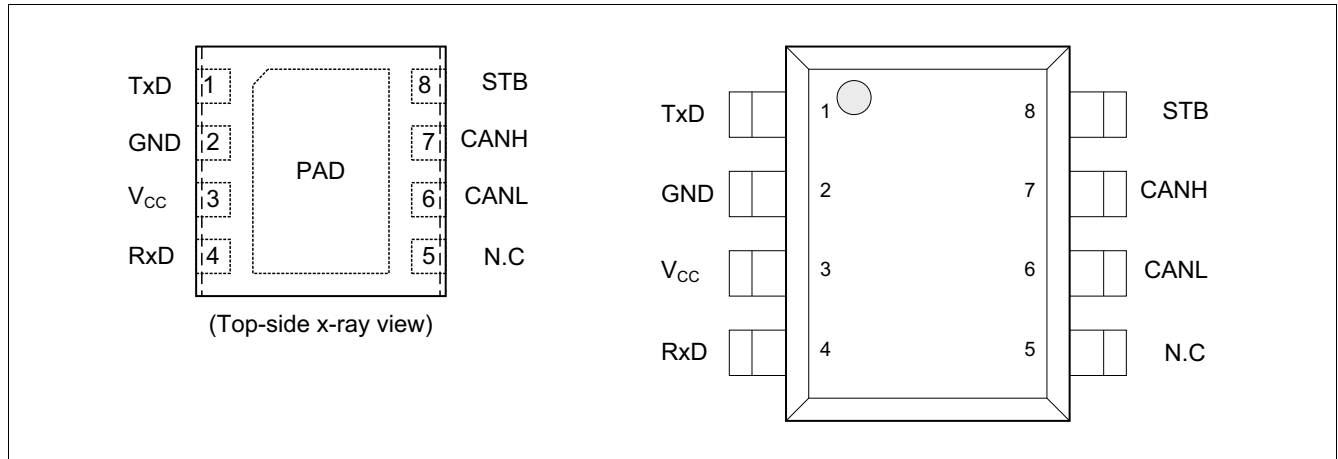 TxD 1 8 STB
GND 2 7 CANH
PAD
VCC 3 6 CANL
RxD 4 5 N.C
(Top-side x-ray view)
TxD 1 8 STB
GND 2 7 CANH
VCC 3 6 CANL
RxD 4 5 N.C